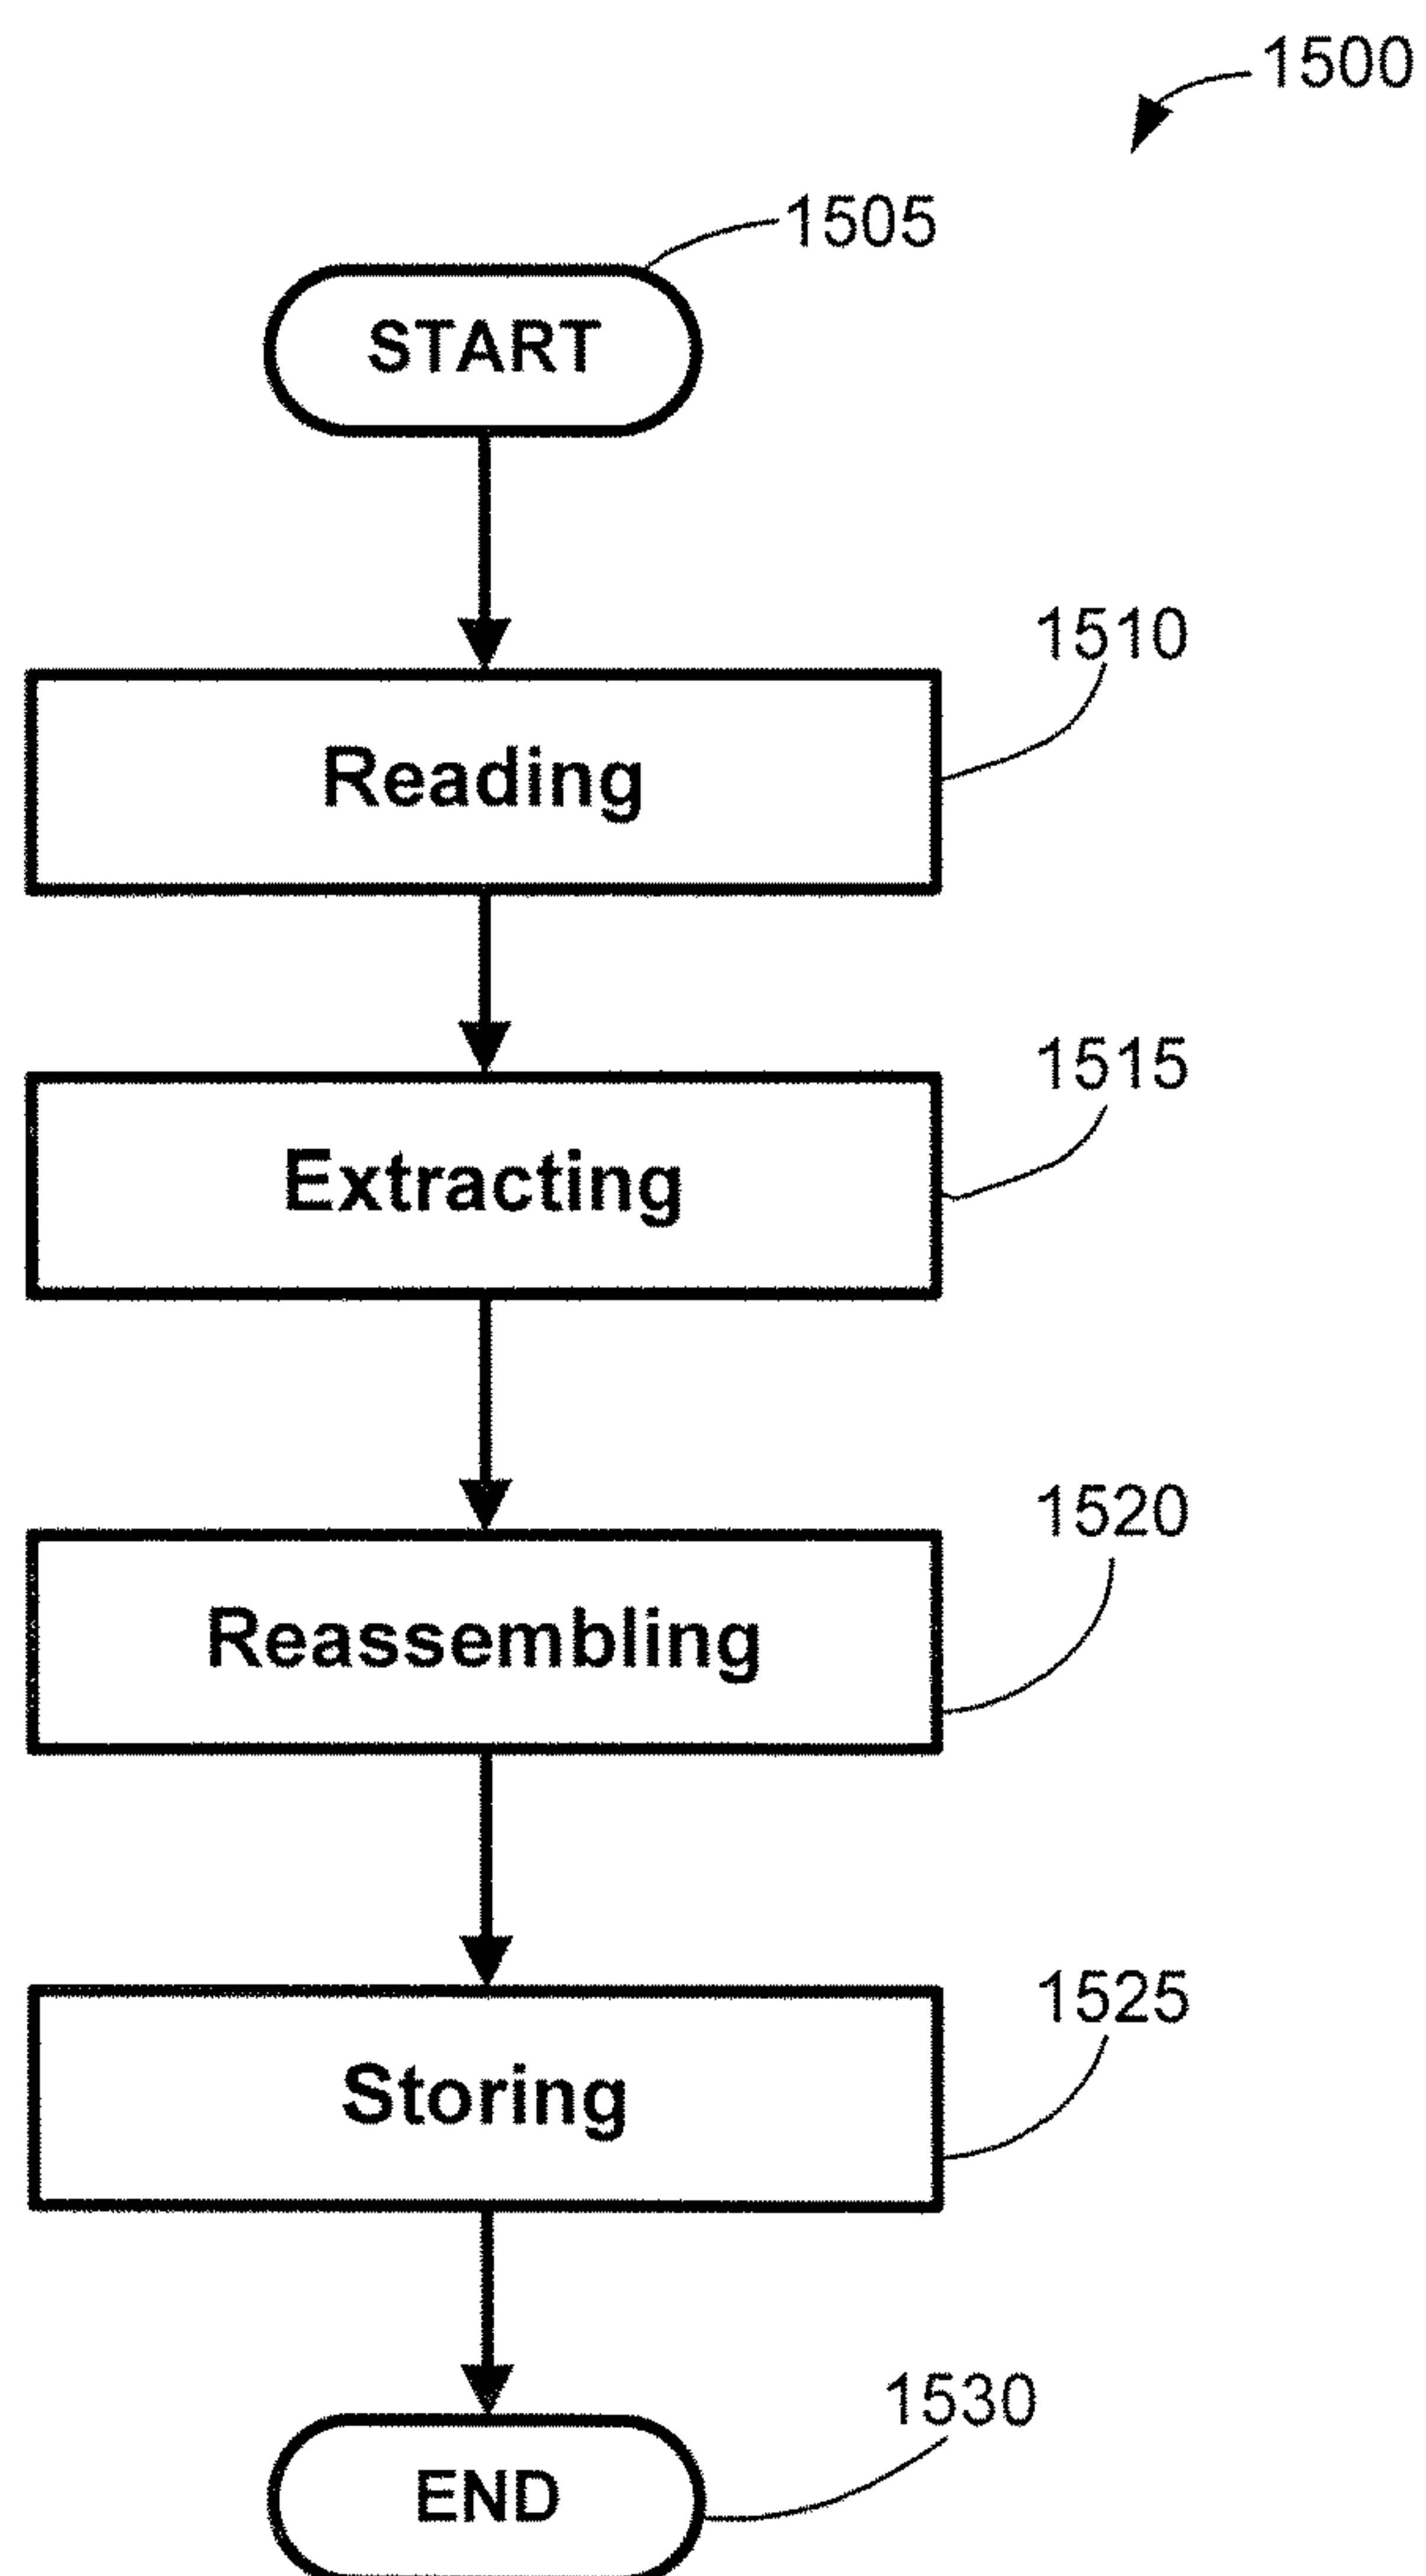 1500
1505
START
1510
Reading
1515
Extracting
1520
Reassembling
1525
Storing
1530
END